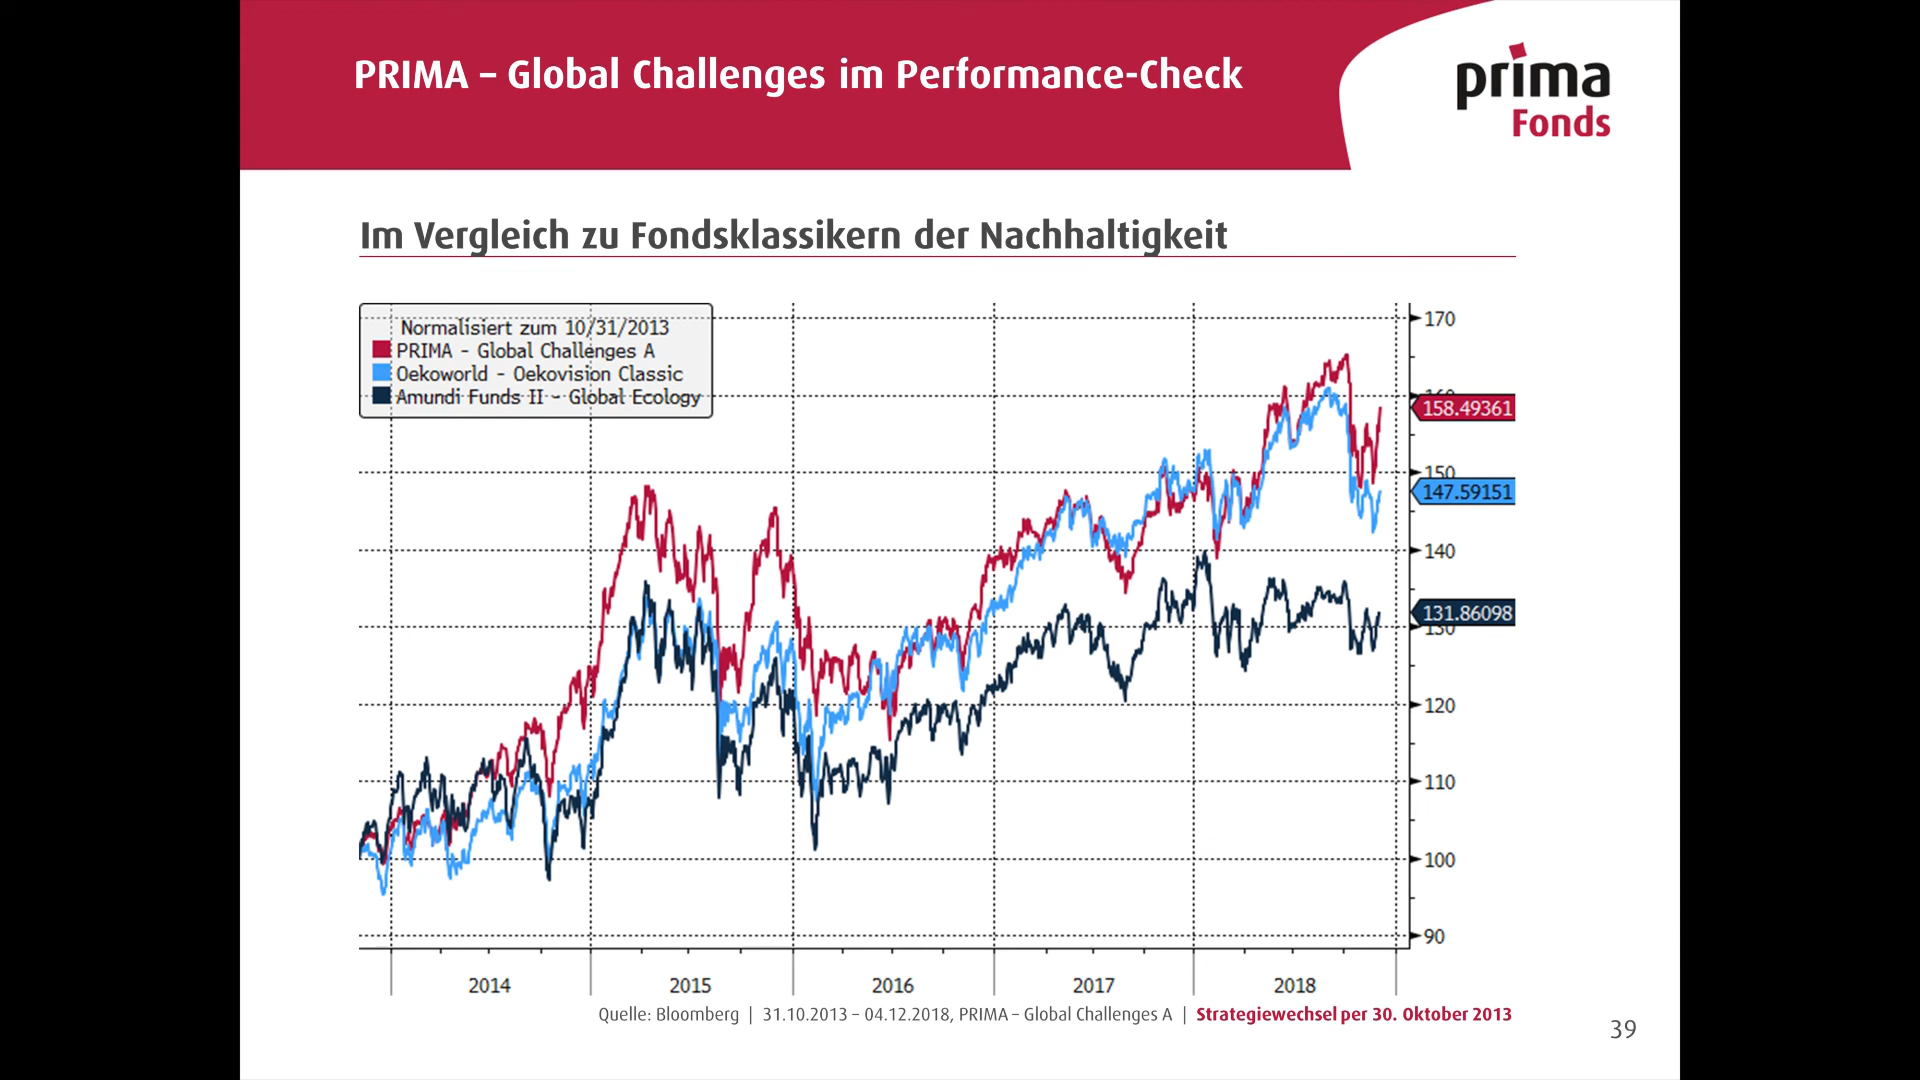 PRIMA – Global Challenges im Performance-Check
prima
Fonds
Im Vergleich zu Fondsklassikern der Nachhaltigkeit
Normalisiert zum 10/31/2013
PRIMA - Global Challenges A
Oekoworld - Oekovision Classic
Amundi Funds II - Global Ecology
170
160
158.49361
150
147.59151
140
131.86098
130
120
110
100
90
2014 2015 2016 2017 2018
Quelle: Bloomberg | 31.10.2013 – 04.12.2018, PRIMA – Global Challenges A | Strategiewechsel per 30. Oktober 2013
39